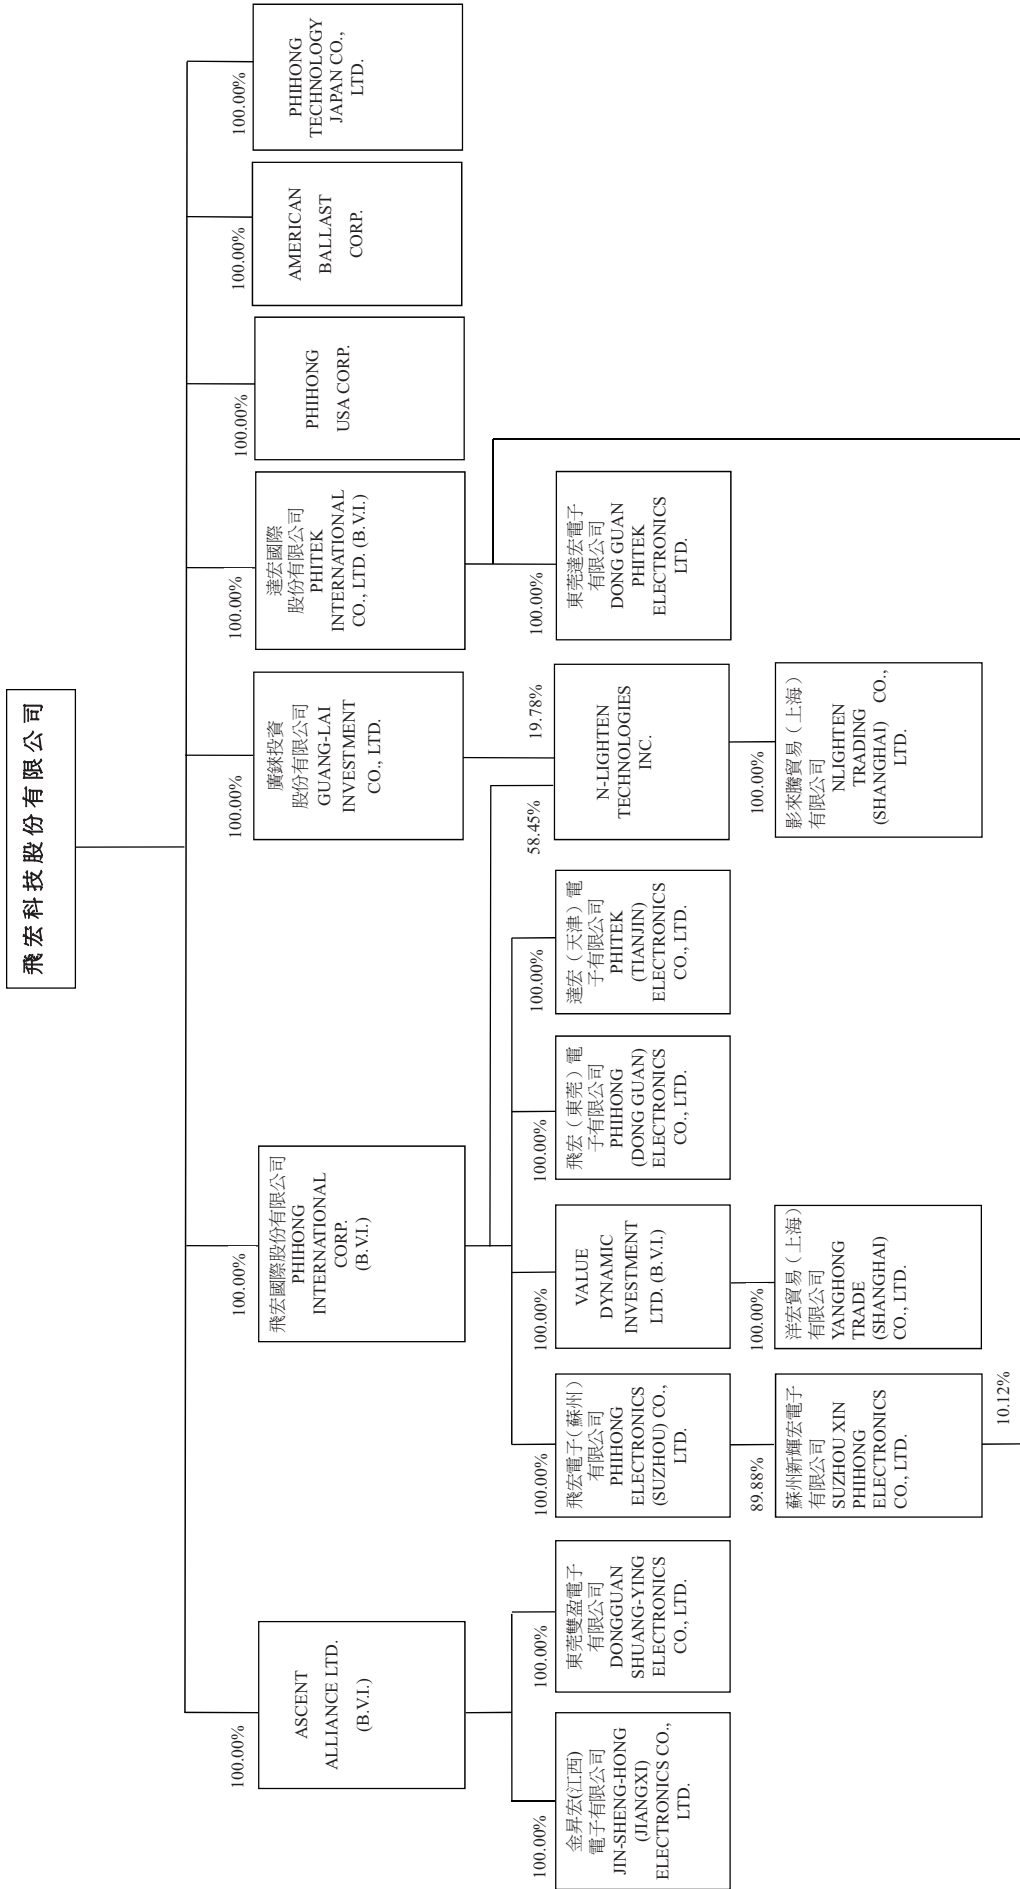 飛宏科技股份有限公司
100.00%
ASCENT
ALLIANCE LTD.
(B.V.I.)
100.00%
飛宏國際股份有限公司
PHIHONG
INTERNATIONAL
CORP.
(B.V.I.)
100.00%
廣錸投資
股份有限公司
GUANG-LAI
INVESTMENT
CO., LTD.
100.00%
達宏國際
股份有限公司
PHITEK
INTERNATIONAL
CO., LTD. (B.V.I.)
100.00%
PHIHONG
USA CORP.
100.00%
AMERICAN
BALLAST
CORP.
100.00%
PHIHONG
TECHNOLOGY
JAPAN CO.,
LTD.
100.00%
金昇宏(江西)
電子有限公司
JIN-SHENG-HONG
(JIANGXI)
ELECTRONICS CO.,
LTD.
100.00%
東莞雙盈電子
有限公司
DONGGUAN
SHUANG-YING
ELECTRONICS
CO., LTD.
100.00%
飛宏電子(蘇州)
有限公司
PHIHONG
ELECTRONICS
(SUZHOU) CO.,
LTD.
100.00%
VALUE
DYNAMIC
INVESTMENT
LTD. (B.V.I.)
100.00%
飛宏（東莞）電
子有限公司
PHIHONG
(DONG GUAN)
ELECTRONICS
CO., LTD.
100.00%
達宏（天津）電
子有限公司
PHITEK
(TIANJIN)
ELECTRONICS
CO., LTD.
58.45%
19.78%
N-LIGHTEN
TECHNOLOGIES
INC.
100.00%
東莞達宏電子
有限公司
DONG GUAN
PHITEK
ELECTRONICS
LTD.
89.88%
蘇州新輝宏電子
有限公司
SUZHOU XIN
PHIHONG
ELECTRONICS
CO., LTD.
100.00%
洋宏貿易（上海）
有限公司
YANGHONG
TRADE
(SHANGHAI)
CO., LTD.
100.00%
影來騰貿易（上海）
有限公司
NLIGHTEN
TRADING
(SHANGHAI) CO.,
LTD.
10.12%